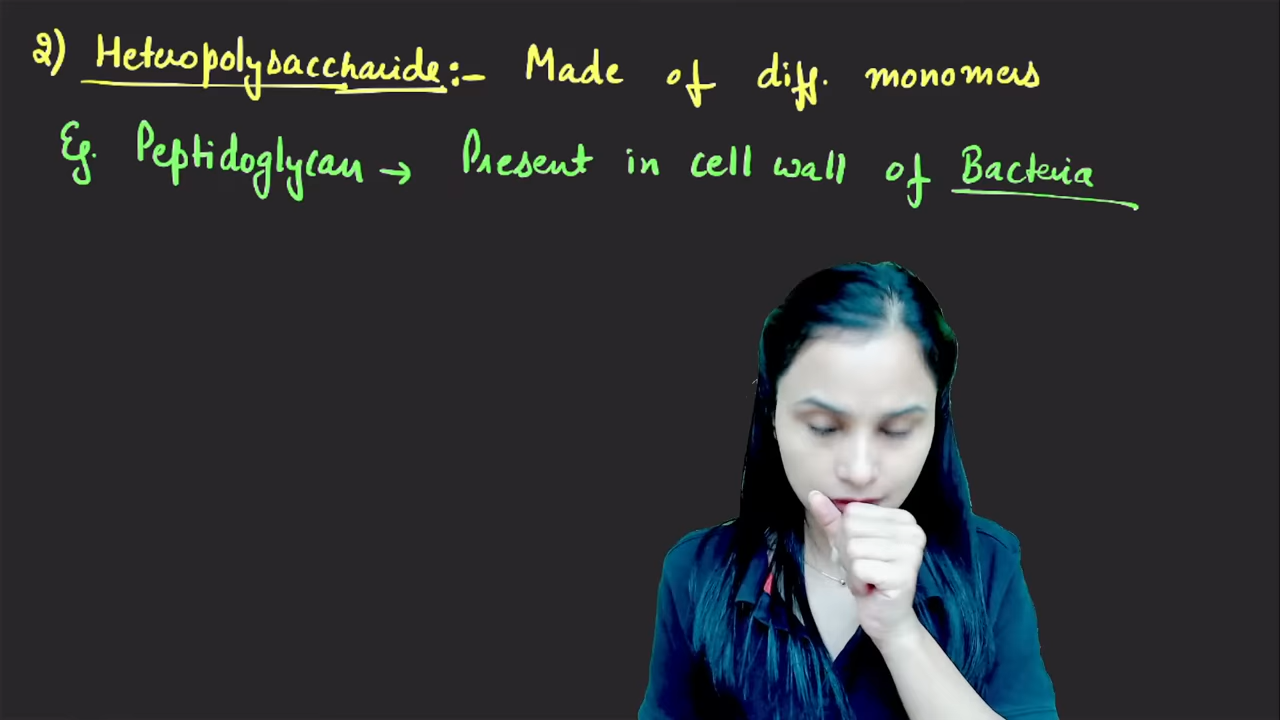 2) Heteropolysaccharide:- Made of diff. monomers
Eg. Peptidoglycan → Present in cell wall of Bacteria